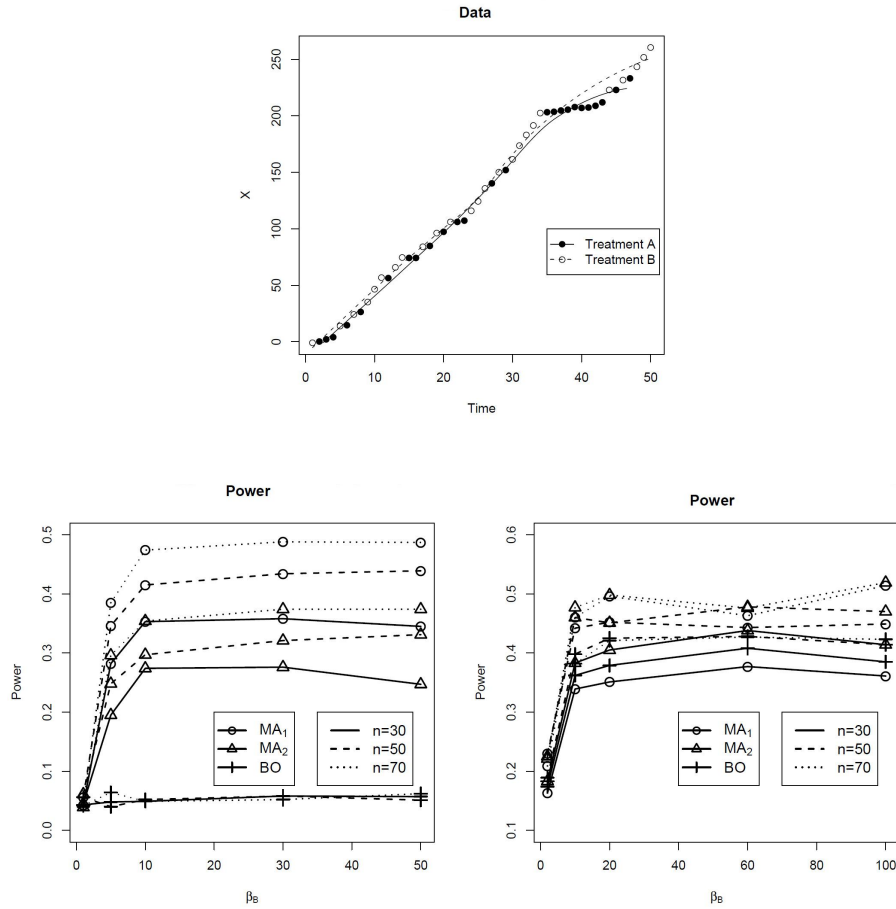 Data
X
0
50
100
150
200
250
Treatment A
Treatment B
0
10
20
30
40
50
Time
Power
Power
0.0
0.1
0.2
0.3
0.4
0.5
MA₁
MA₂
BO
n=30
n=50
n=70
0
10
20
30
40
50
β_B
Power
Power
0.1
0.2
0.3
0.4
0.5
0.6
MA₁
MA₂
BO
n=30
n=50
n=70
0
20
40
60
80
100
β_B